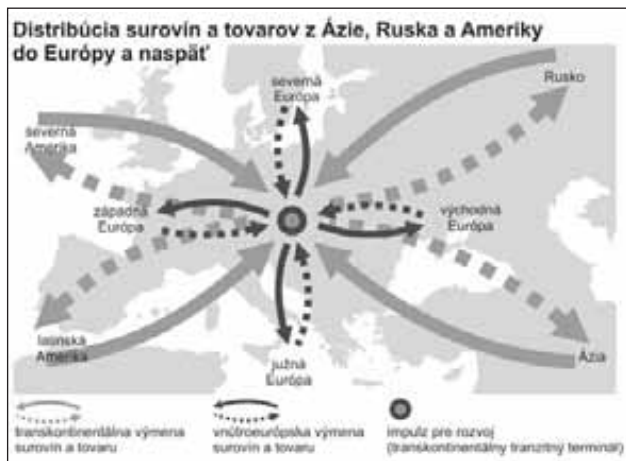 Distribúcia surovín a tovarov z Ázie, Ruska a Ameriky
do Európy a naspäť
severná
Európa
Rusko
severná
Amerika
západná
Európa
východná
Európa
latinská
Amerika
južná
Európa
Ázia
transkontinentálna výmena
surovín a tovaru
vnútroeurópska výmena
surovín a tovaru
impulz pre rozvoj
(transkontinentálny tranzitný terminál)